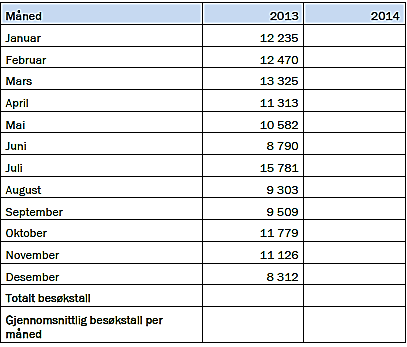 Måned 2013 2014
Januar 12 235
Februar 12 470
Mars 13 325
April 11 313
Mai 10 582
Juni 8 790
Juli 15 781
August 9 303
September 9 509
Oktober 11 779
November 11 126
Desember 8 312
Totalt besøkstall
Gjennomsnittlig besøkstall per
måned